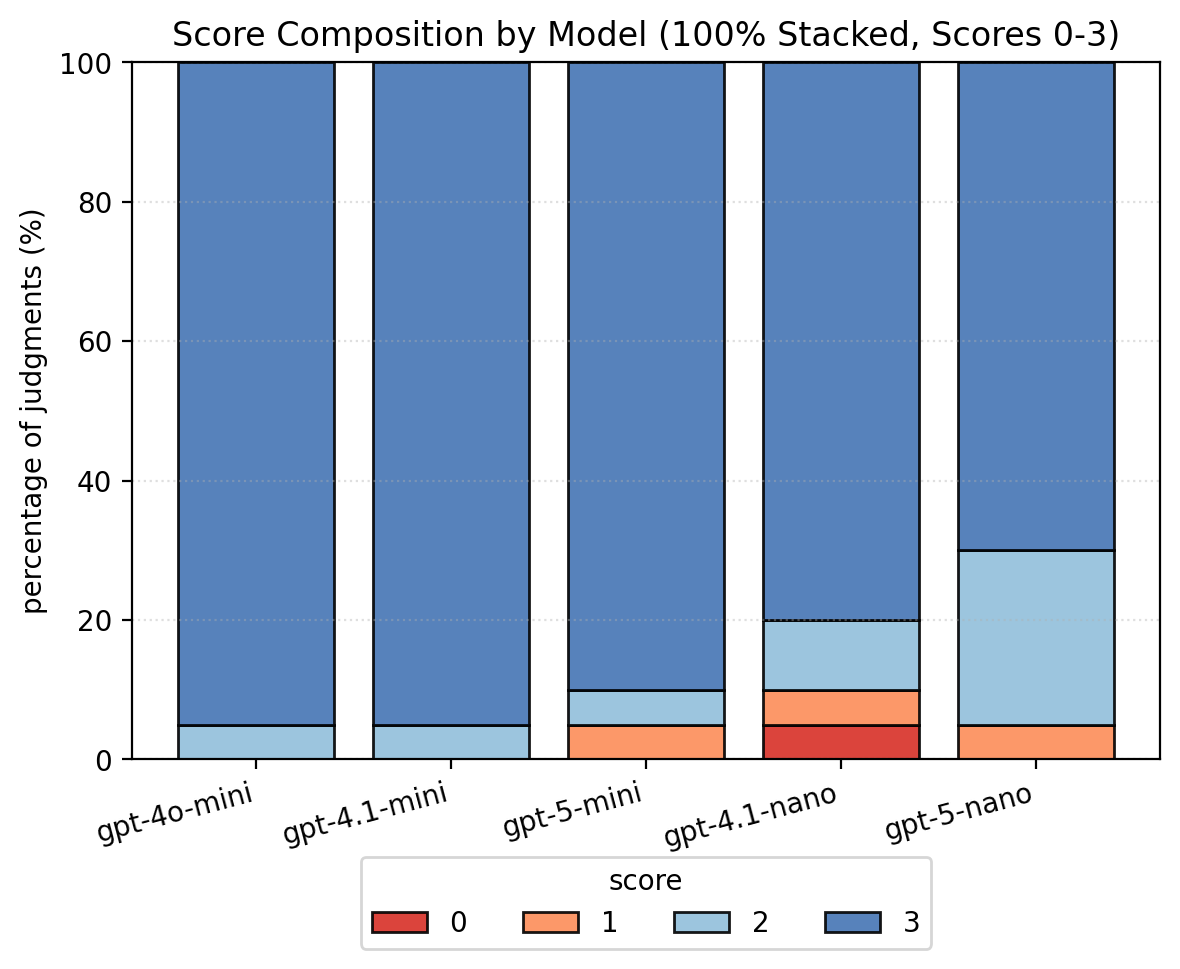 Score Composition by Model (100% Stacked, Scores 0-3)
percentage of judgments (%)
100
80
60
40
20
0
gpt-4o-mini
gpt-4.1-mini
gpt-5-mini
gpt-4.1-nano
gpt-5-nano
score
0 1 2 3